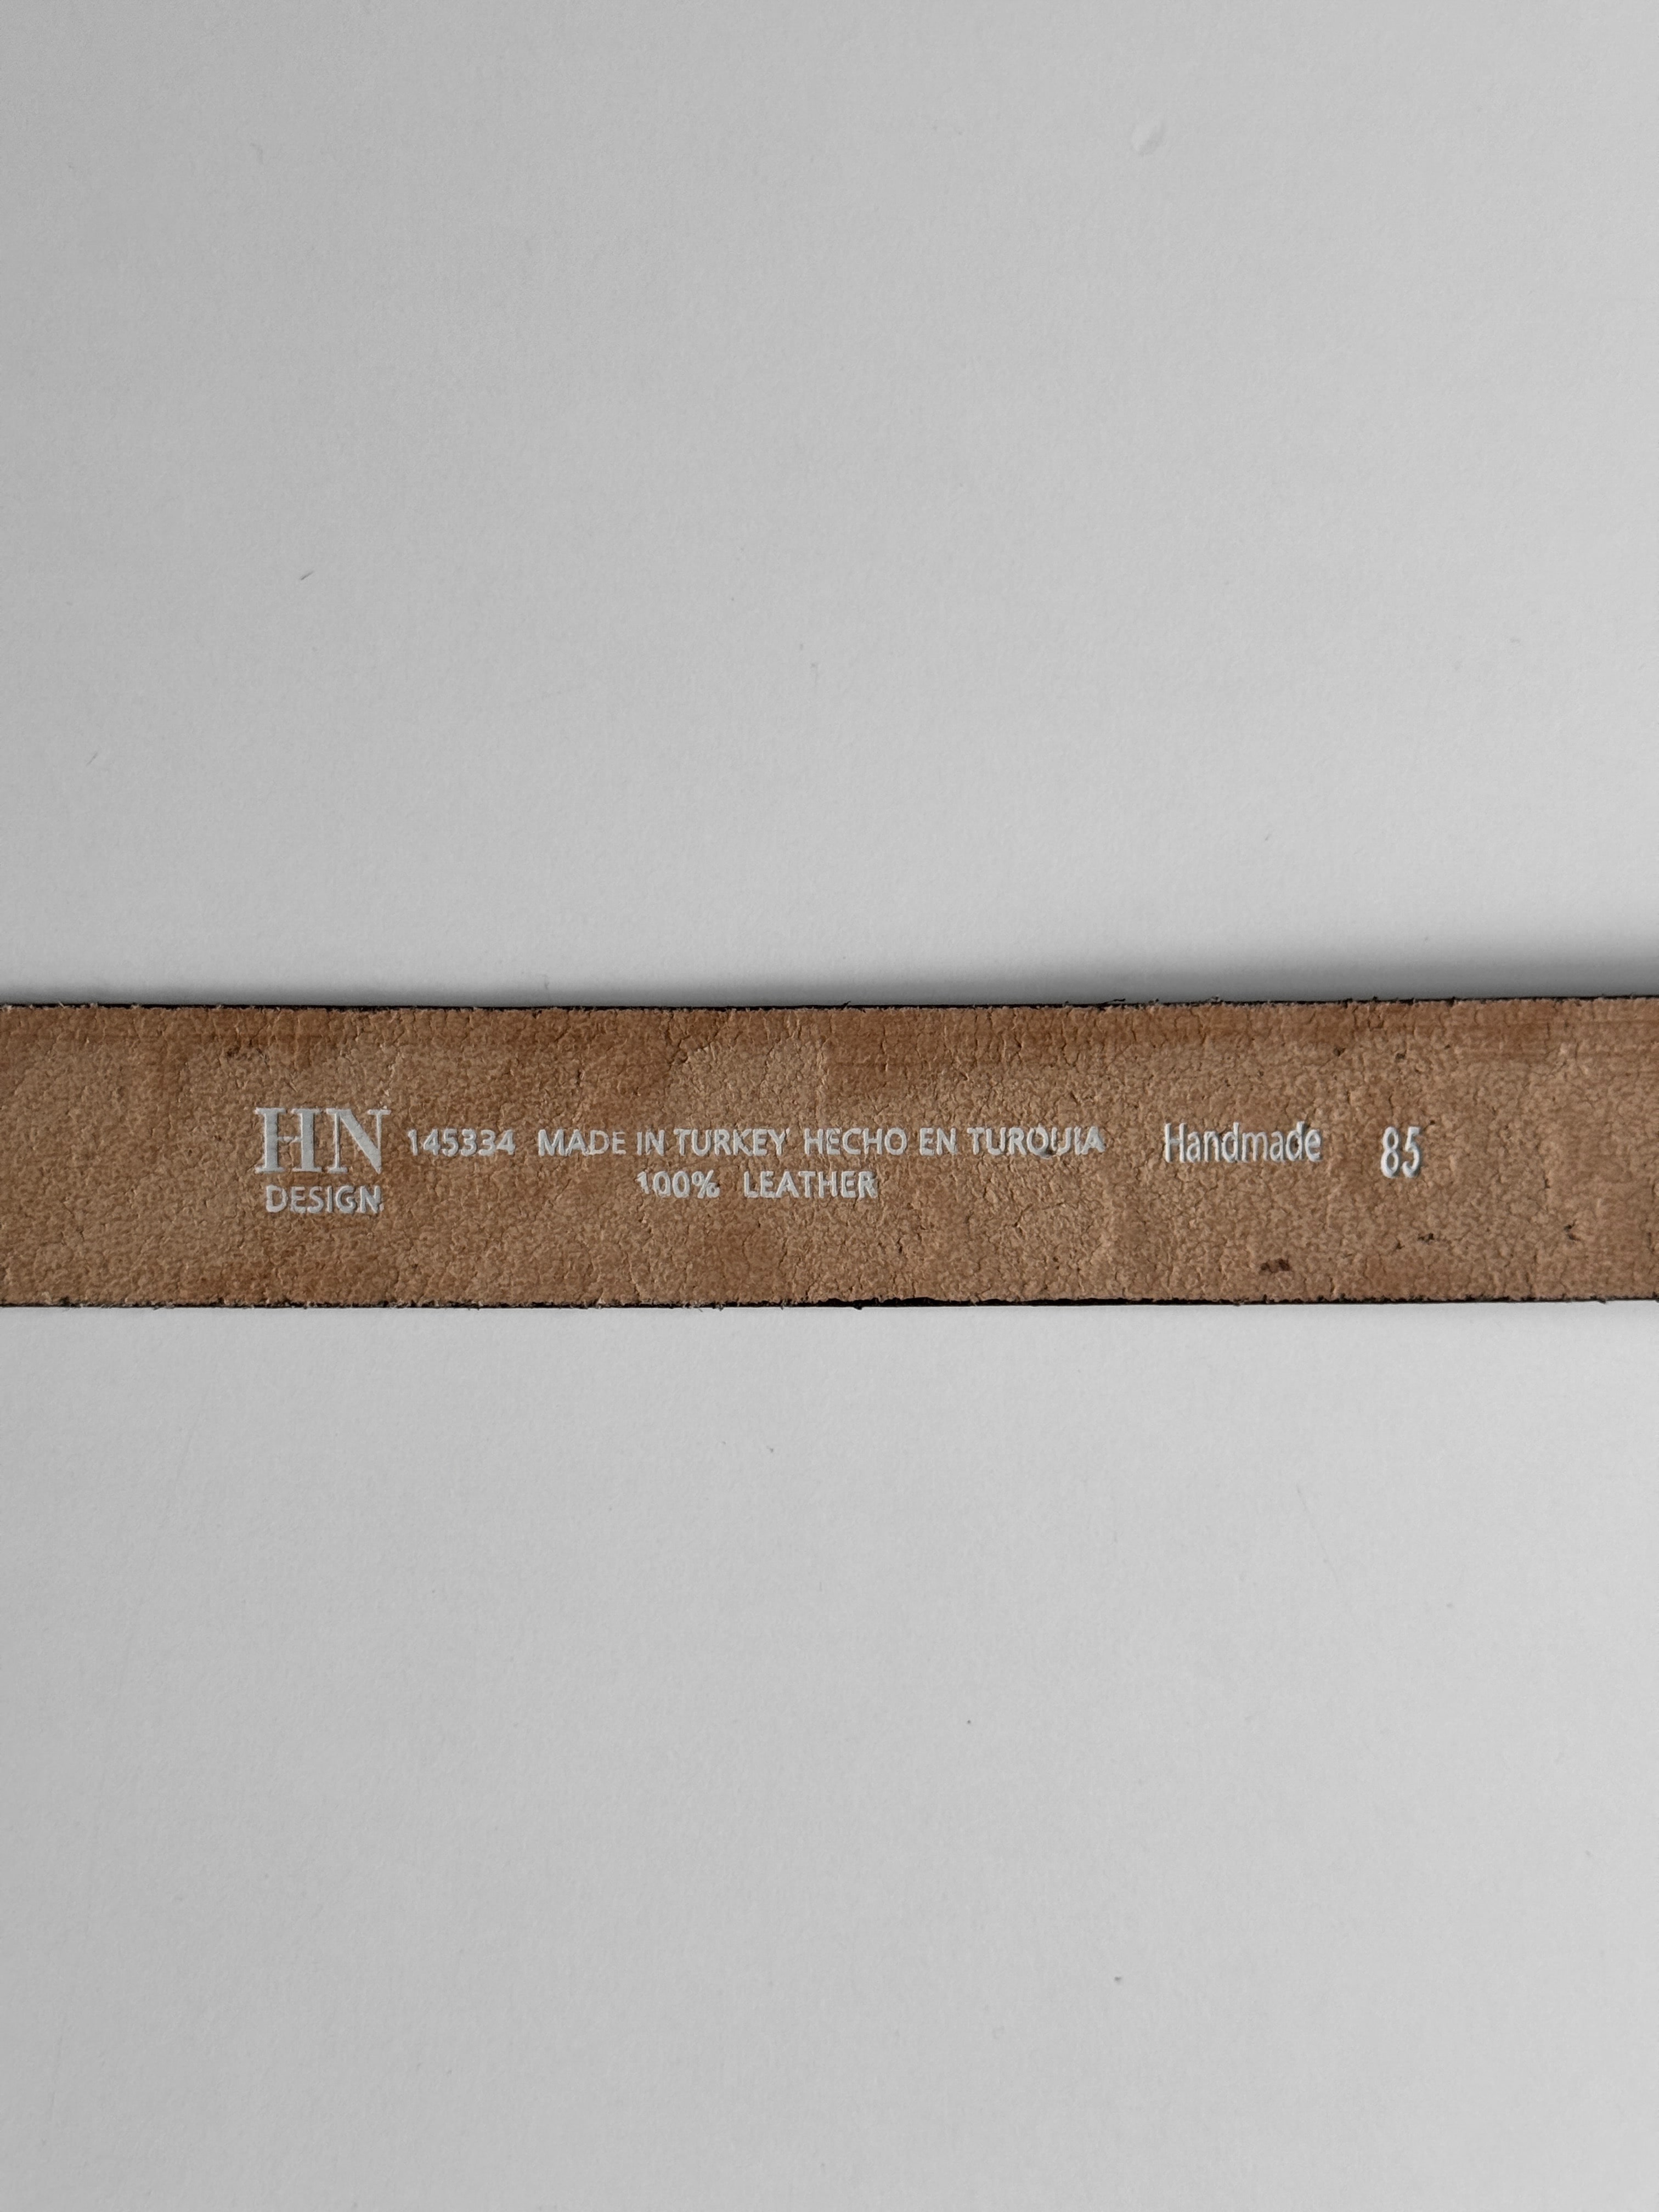 HN 145334 MADE IN TURKEY HECHO EN TURQUIA Handmade 85
DESIGN 100% LEATHER